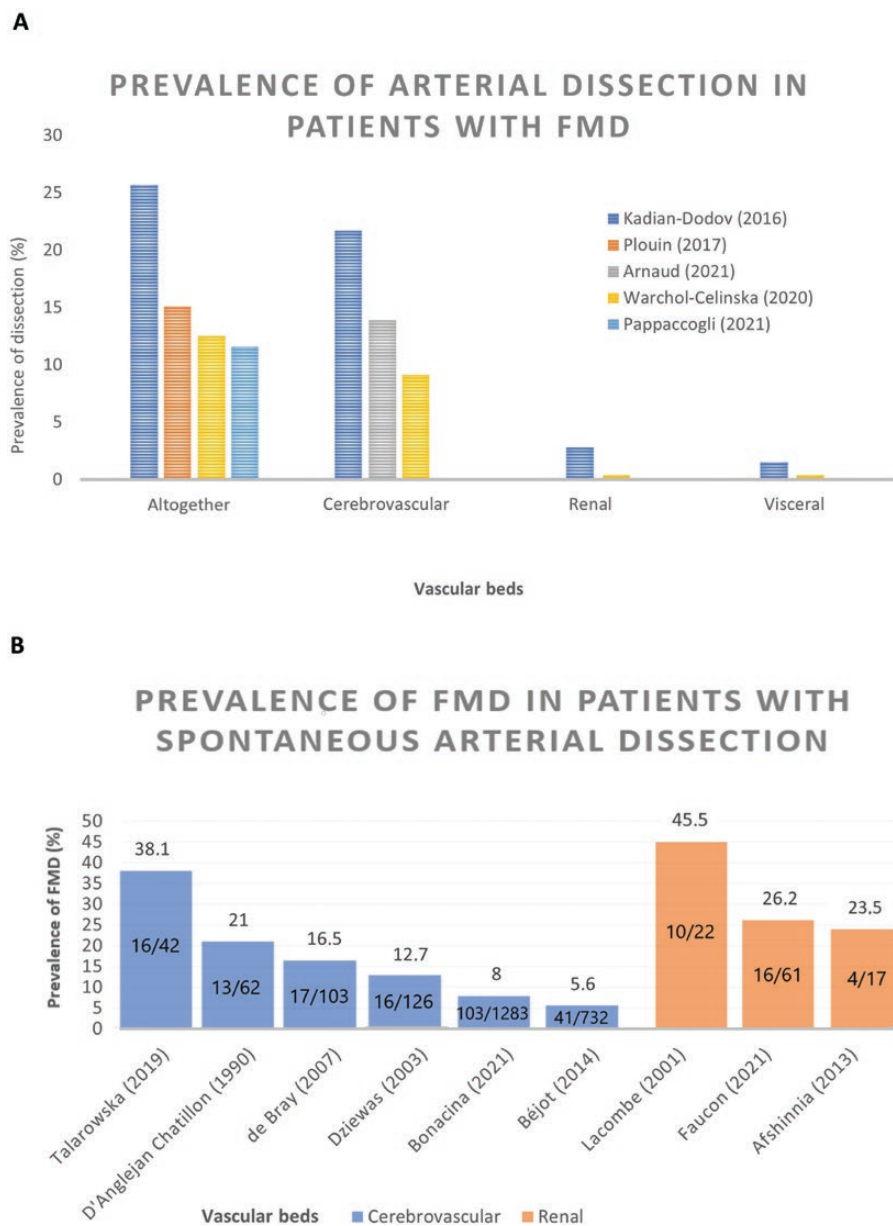 A
PREVALENCE OF ARTERIAL DISSECTION IN
PATIENTS WITH FMD
Prevalence of dissection (%)
30
25
20
15
10
5
0
Kadian-Dodov (2016)
Plouin (2017)
Arnaud (2021)
Warchol-Celinska (2020)
Pappaccogli (2021)
Altogether
Cerebrovascular
Renal
Visceral
Vascular beds
B
PREVALENCE OF FMD IN PATIENTS WITH
SPONTANEOUS ARTERIAL DISSECTION
Prevalence of FMD (%)
50
45
40
35
30
25
20
15
10
5
0
38.1
21
16.5
12.7
8
5.6
45.5
26.2
23.5
16/42
13/62
17/103
16/126
103/1283
41/732
10/22
16/61
4/17
Talarowska (2019)
D'Anglejan Chatillon (1990)
de Bray (2007)
Dziewas (2003)
Bonacina (2021)
Béjot (2014)
Lacombe (2001)
Faucon (2021)
Afshinnia (2013)
Vascular beds Cerebrovascular Renal